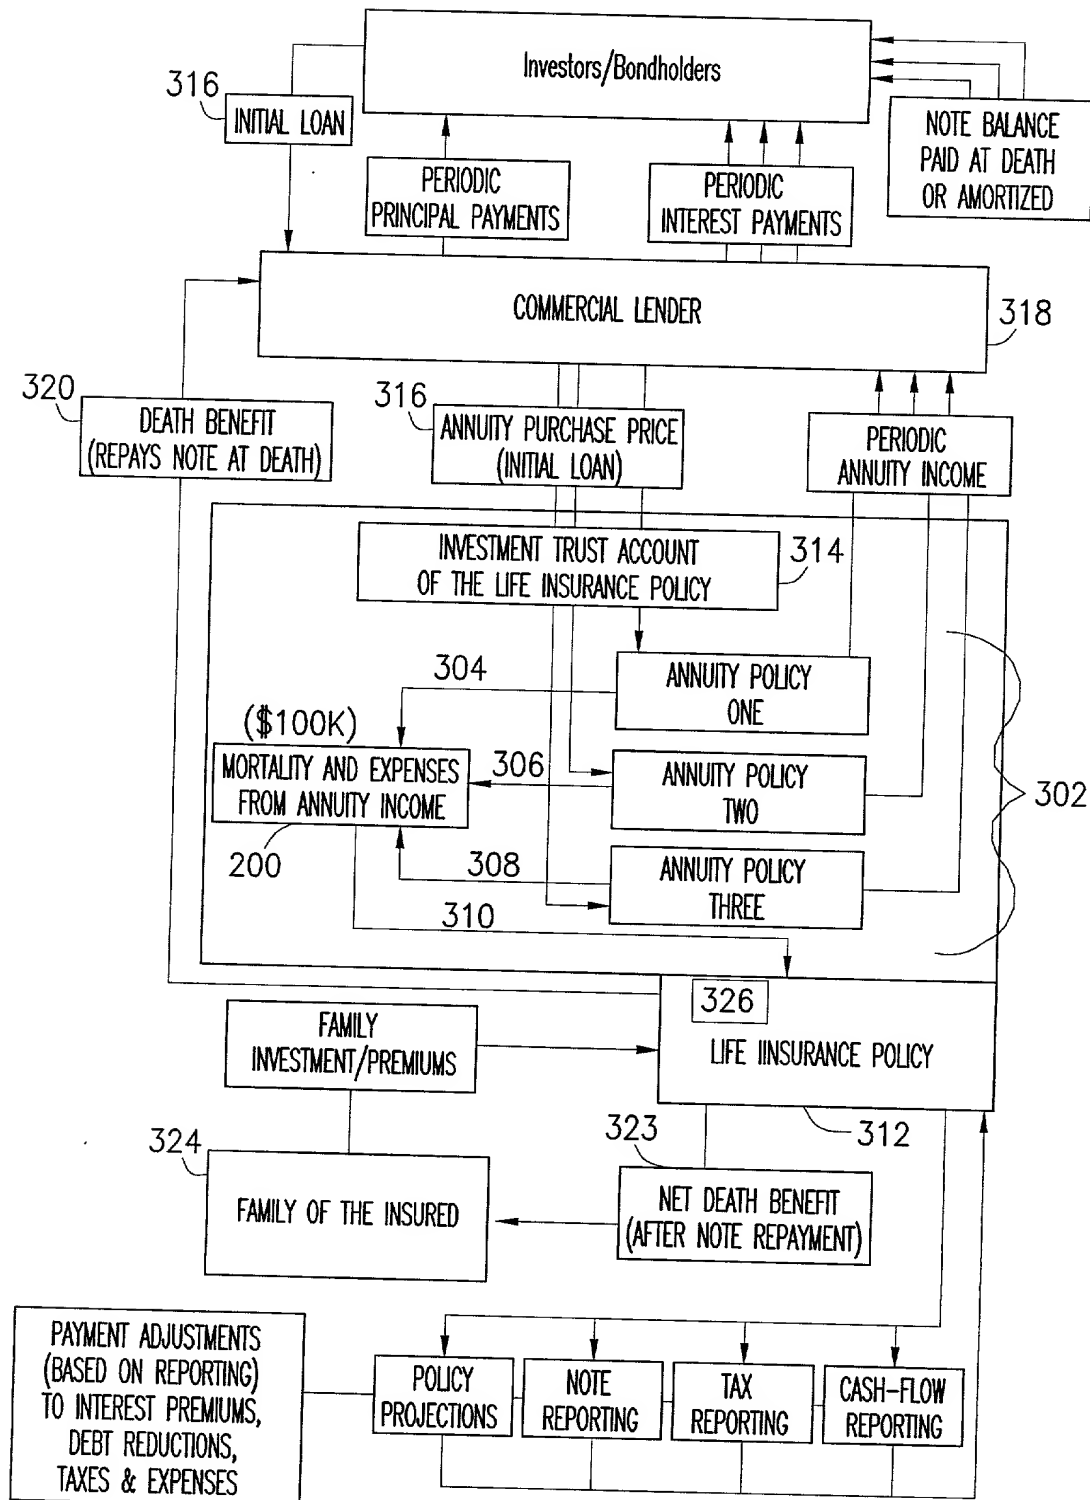 Investors/Bondholders
316
INITIAL LOAN
NOTE BALANCE
PAID AT DEATH
OR AMORTIZED
PERIODIC
PRINCIPAL PAYMENTS
PERIODIC
INTEREST PAYMENTS
COMMERCIAL LENDER
318
320
DEATH BENEFIT
(REPAYS NOTE AT DEATH)
316
ANNUITY PURCHASE PRICE
(INITIAL LOAN)
PERIODIC
ANNUITY INCOME
INVESTMENT TRUST ACCOUNT
OF THE LIFE INSURANCE POLICY
314
304
ANNUITY POLICY
ONE
($100K)
MORTALITY AND EXPENSES
FROM ANNUITY INCOME
306
ANNUITY POLICY
TWO
302
200
308
ANNUITY POLICY
THREE
310
326
FAMILY
INVESTMENT/PREMIUMS
LIFE IINSURANCE POLICY
312
324
323
FAMILY OF THE INSURED
NET DEATH BENEFIT
(AFTER NOTE REPAYMENT)
PAYMENT ADJUSTMENTS
(BASED ON REPORTING)
TO INTEREST PREMIUMS,
DEBT REDUCTIONS,
TAXES & EXPENSES
POLICY
PROJECTIONS
NOTE
REPORTING
TAX
REPORTING
CASH-FLOW
REPORTING